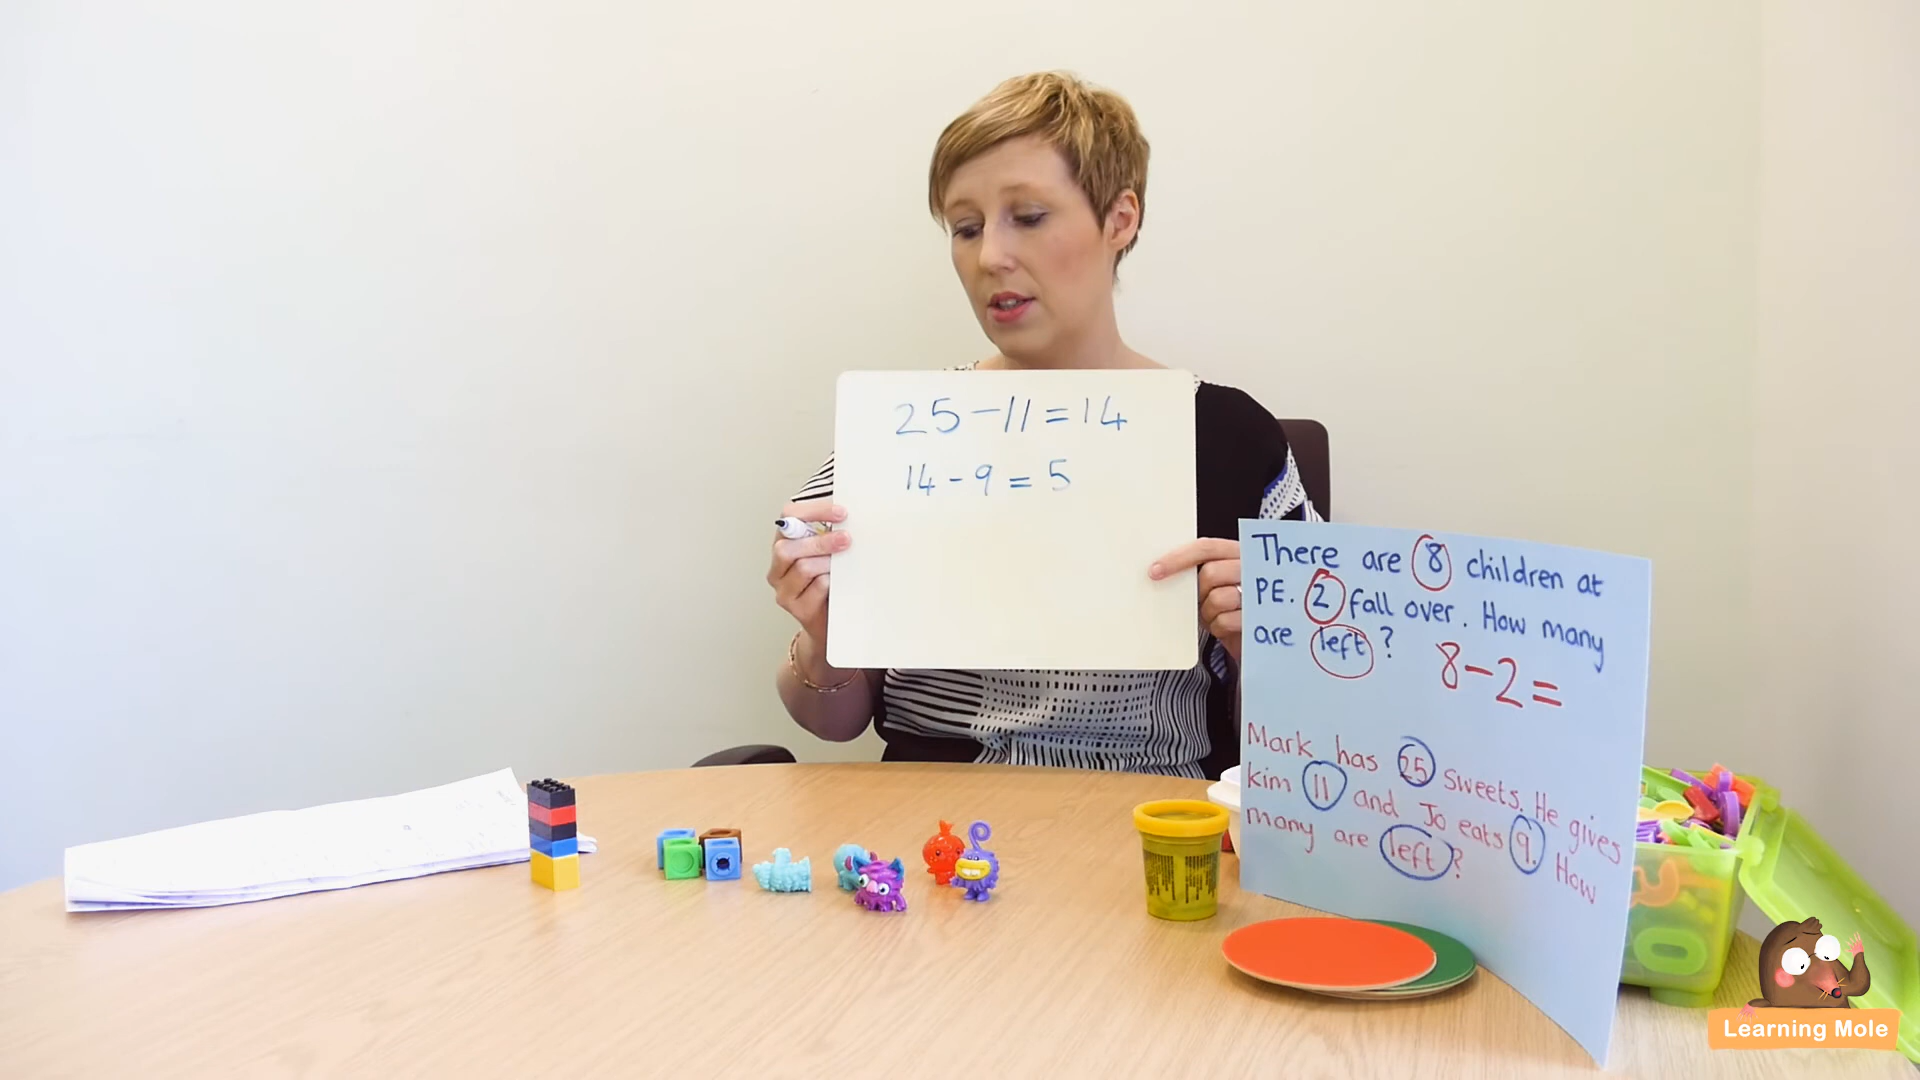 25-11=14
14-9=5
There are 8 children at
PE. 2 fall over. How many
are left?
8-2=
Mark has 25 sweets. He gives
kim 11 and Jo eats 9. How
many are left?
Learning Mole